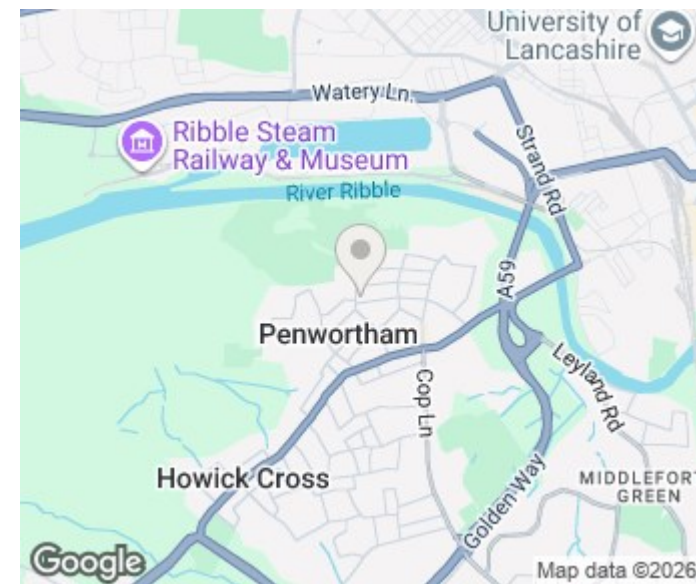 University of
Lancashire
Watery Ln.
Strand Rd
Ribble Steam
Railway & Museum
River Ribble
A59
Penwortham
Leyland Rd
Cop Ln
Howick Cross
MIDDLEFOR
GREEN
Golden Way
Google
Map data ©2026